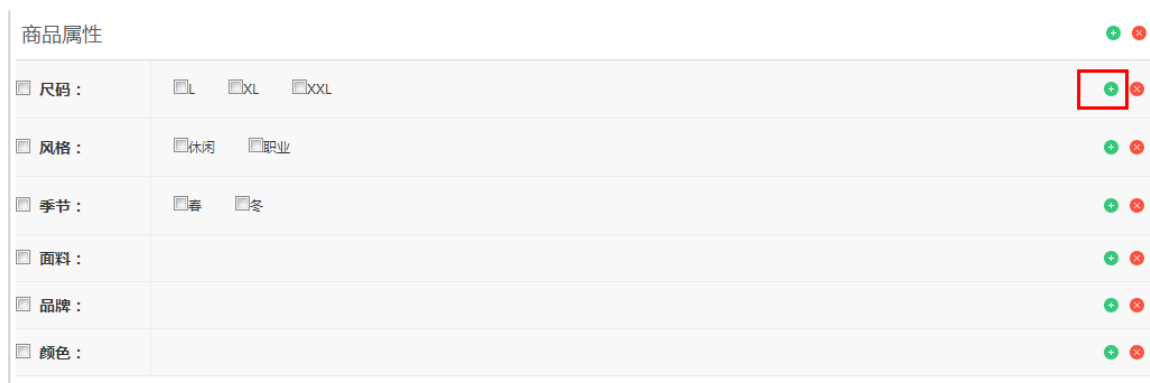 商品属性
尺码： L XL XXL
风格： 休闲 职业
季节： 春 冬
面料：
品牌：
颜色：